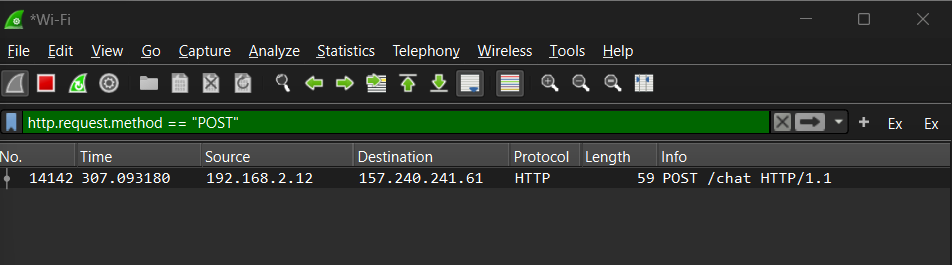 *Wi-Fi
File Edit View Go Capture Analyze Statistics Telephony Wireless Tools Help
http.request.method == "POST" + Ex Ex
No. Time Source Destination Protocol Length Info
14142 307.093180 192.168.2.12 157.240.241.61 HTTP 59 POST /chat HTTP/1.1